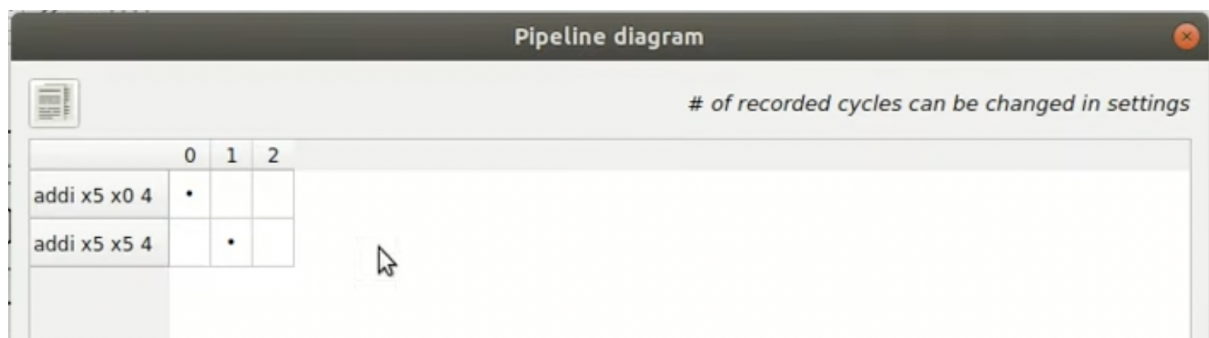 Pipeline diagram
# of recorded cycles can be changed in settings
0 1 2
addi x5 x0 4 •
addi x5 x5 4 •